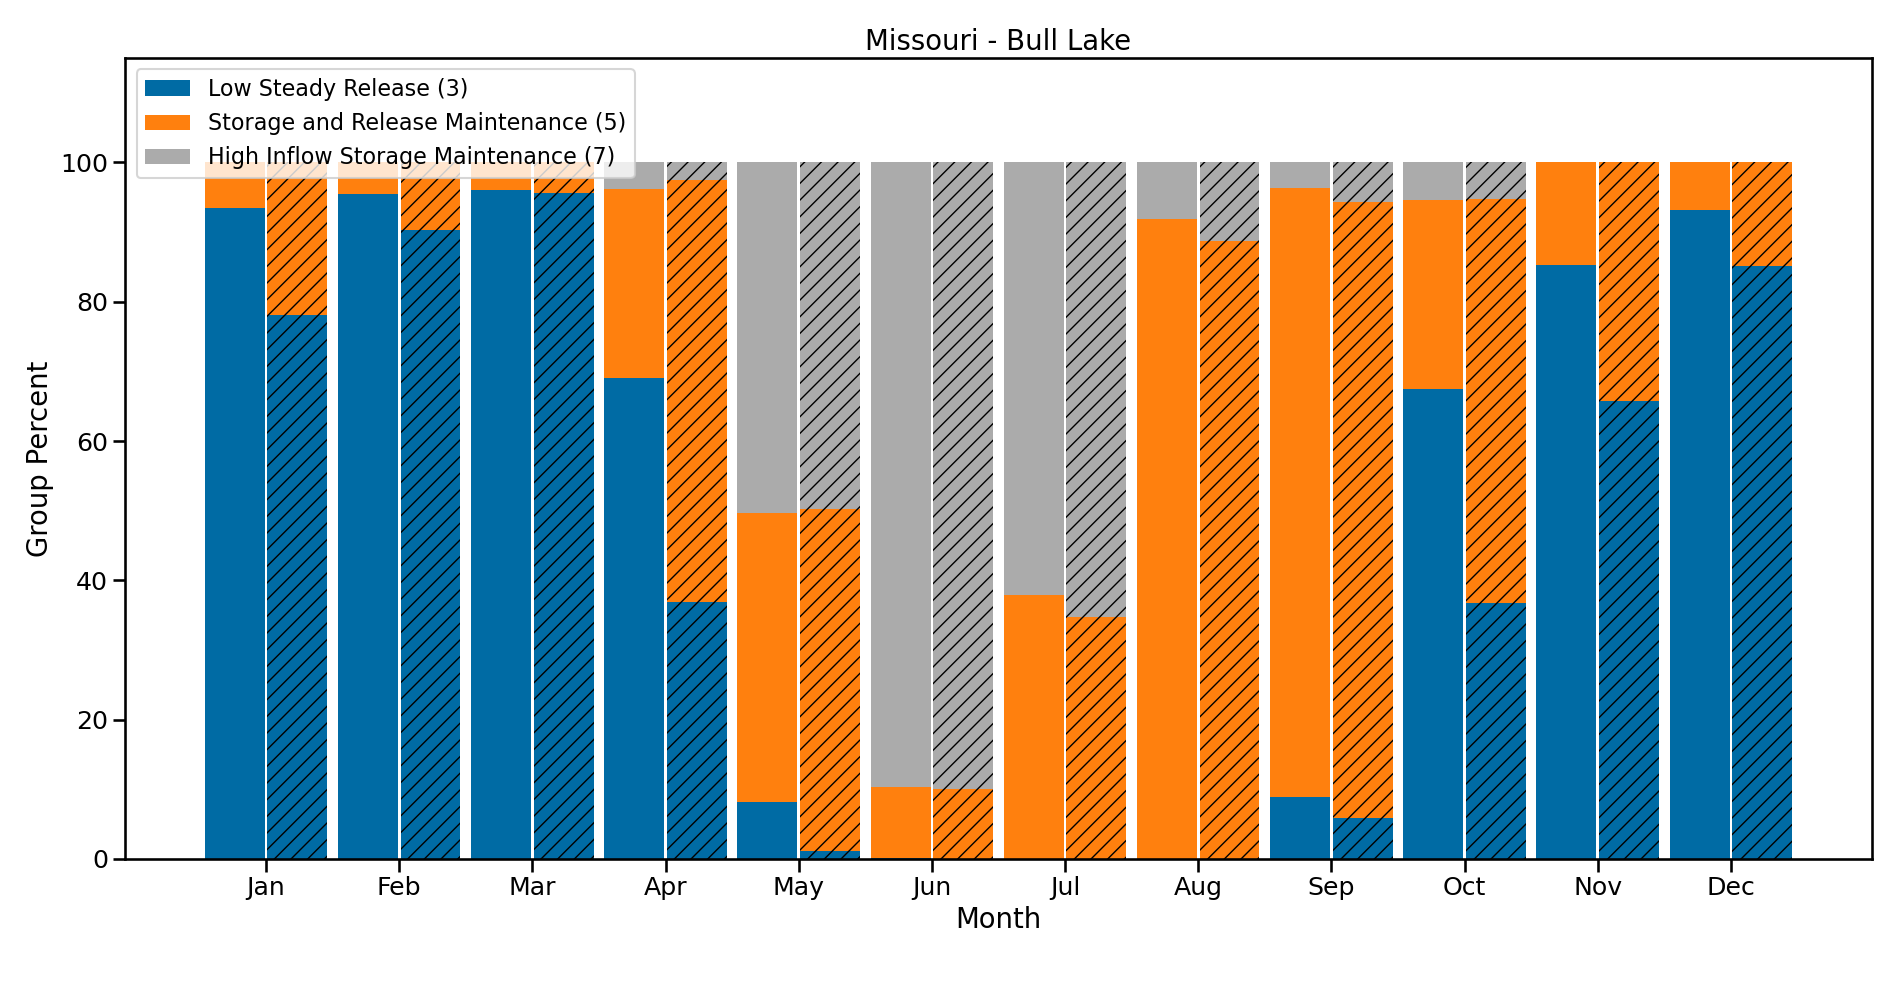 Missouri - Bull Lake
Low Steady Release (3)
Storage and Release Maintenance (5)
High Inflow Storage Maintenance (7)
100
80
60
40
20
0
Group Percent
Jan Feb Mar Apr May Jun Jul Aug Sep Oct Nov Dec
Month